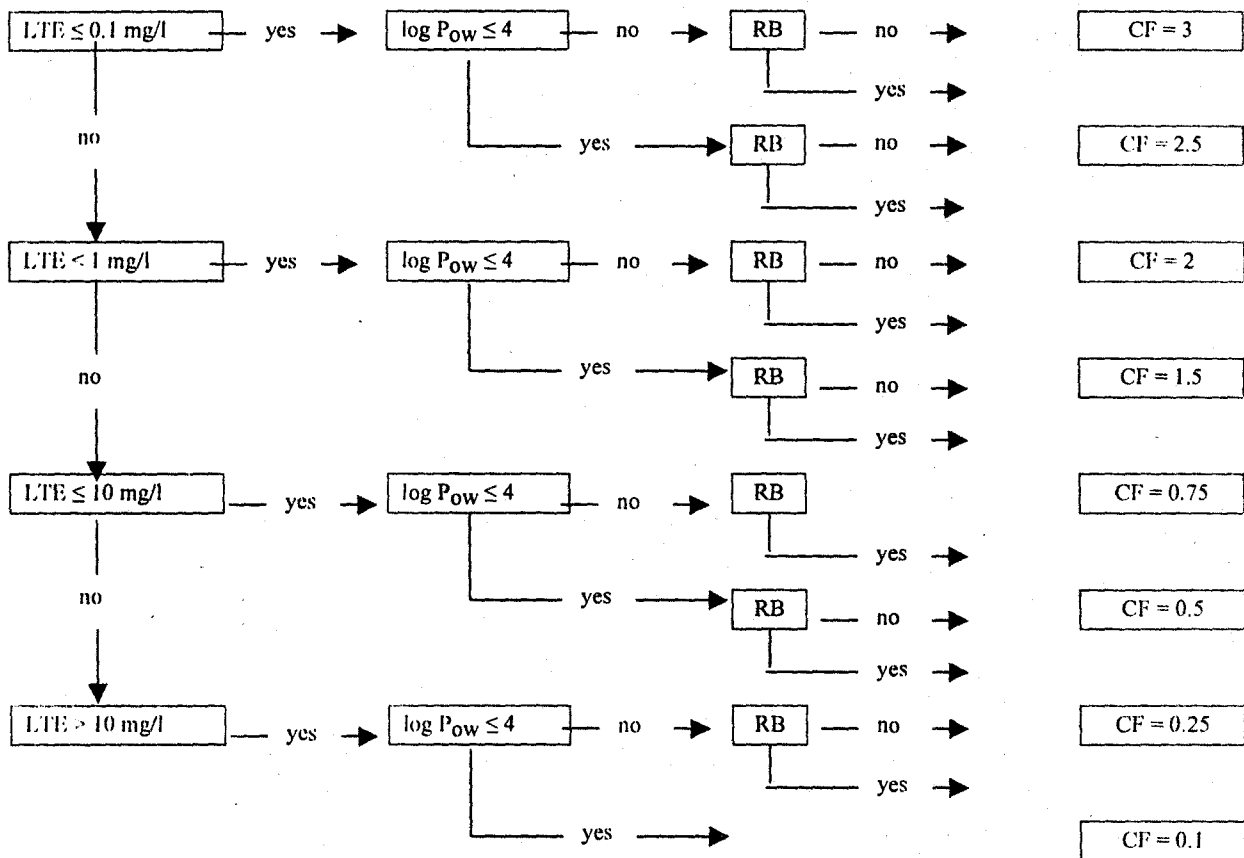 LTE ≤ 0.1 mg/l yes log Pow ≤ 4 no RB no CF = 3
yes
no yes RB no CF = 2.5
yes
LTE < 1 mg/l yes log Pow ≤ 4 no RB no CF = 2
yes
no yes RB no CF = 1.5
yes
LTE ≤ 10 mg/l yes log Pow ≤ 4 no RB CF = 0.75
yes
no yes RB no CF = 0.5
yes
LTE > 10 mg/l yes log Pow ≤ 4 no RB no CF = 0.25
yes
yes CF = 0.1